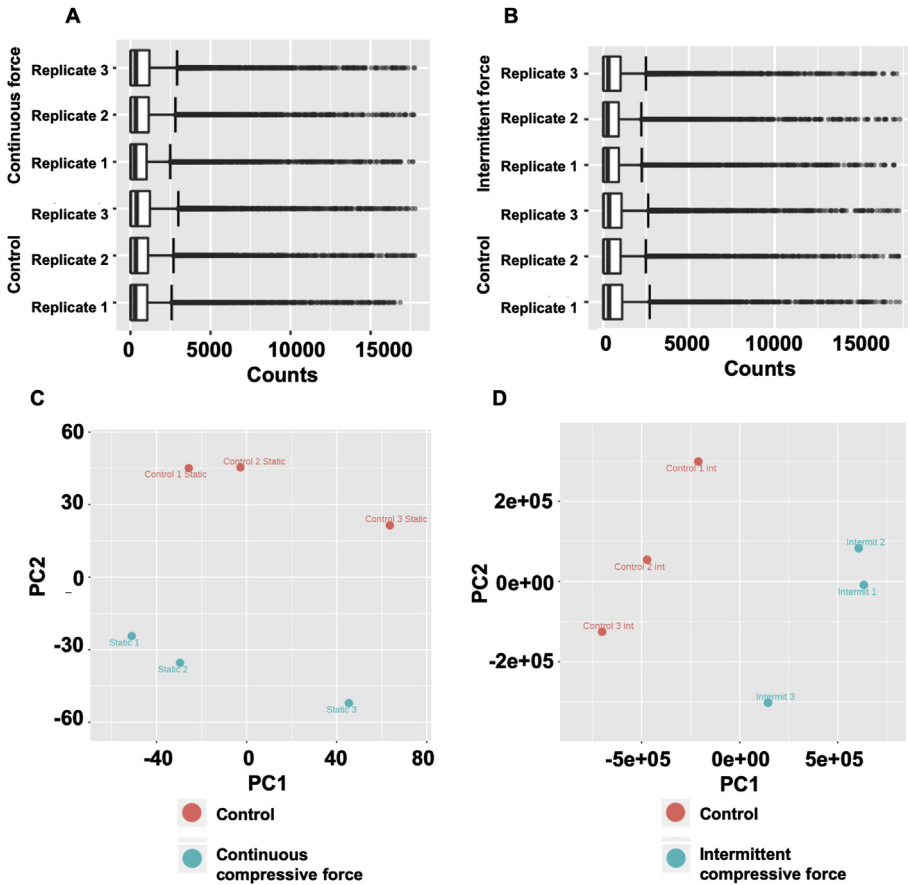 A
Continuous force
Control
Replicate 3
Replicate 2
Replicate 1
Replicate 3
Replicate 2
Replicate 1
0
5000
10000
15000
Counts
B
Intermittent force
Control
Replicate 3
Replicate 2
Replicate 1
Replicate 3
Replicate 2
Replicate 1
0
5000
10000
15000
Counts
C
60
30
0
-30
-60
PC2
Control 1 Static
Control 2 Static
Control 3 Static
Static 1
Static 2
Static 3
-40
0
40
80
PC1
Control
Continuous
compressive force
D
2e+05
0e+00
-2e+05
PC2
Control 1 int
Control 2 int
Control 3 int
Intermit 2
Intermit 1
Intermit 3
-5e+05
0e+00
5e+05
PC1
Control
Intermittent
compressive force